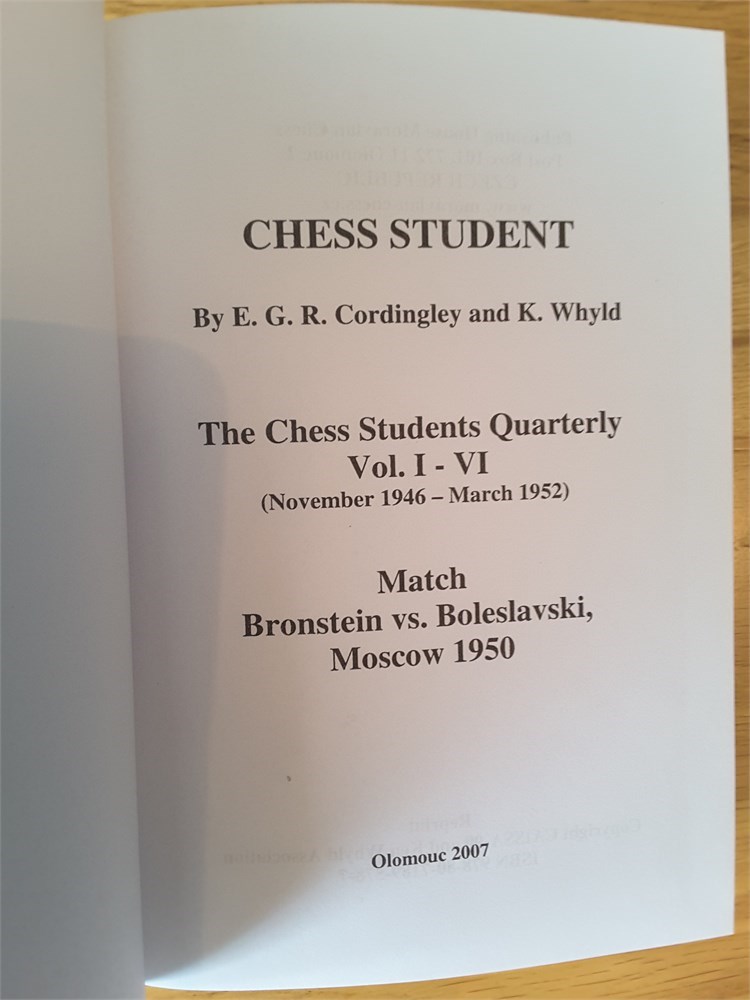 CHESS STUDENT
By E. G. R. Cordingley and K. Whyld
The Chess Students Quarterly
Vol. I - VI
(November 1946 – March 1952)
Match
Bronstein vs. Boleslavski,
Moscow 1950
Olomouc 2007